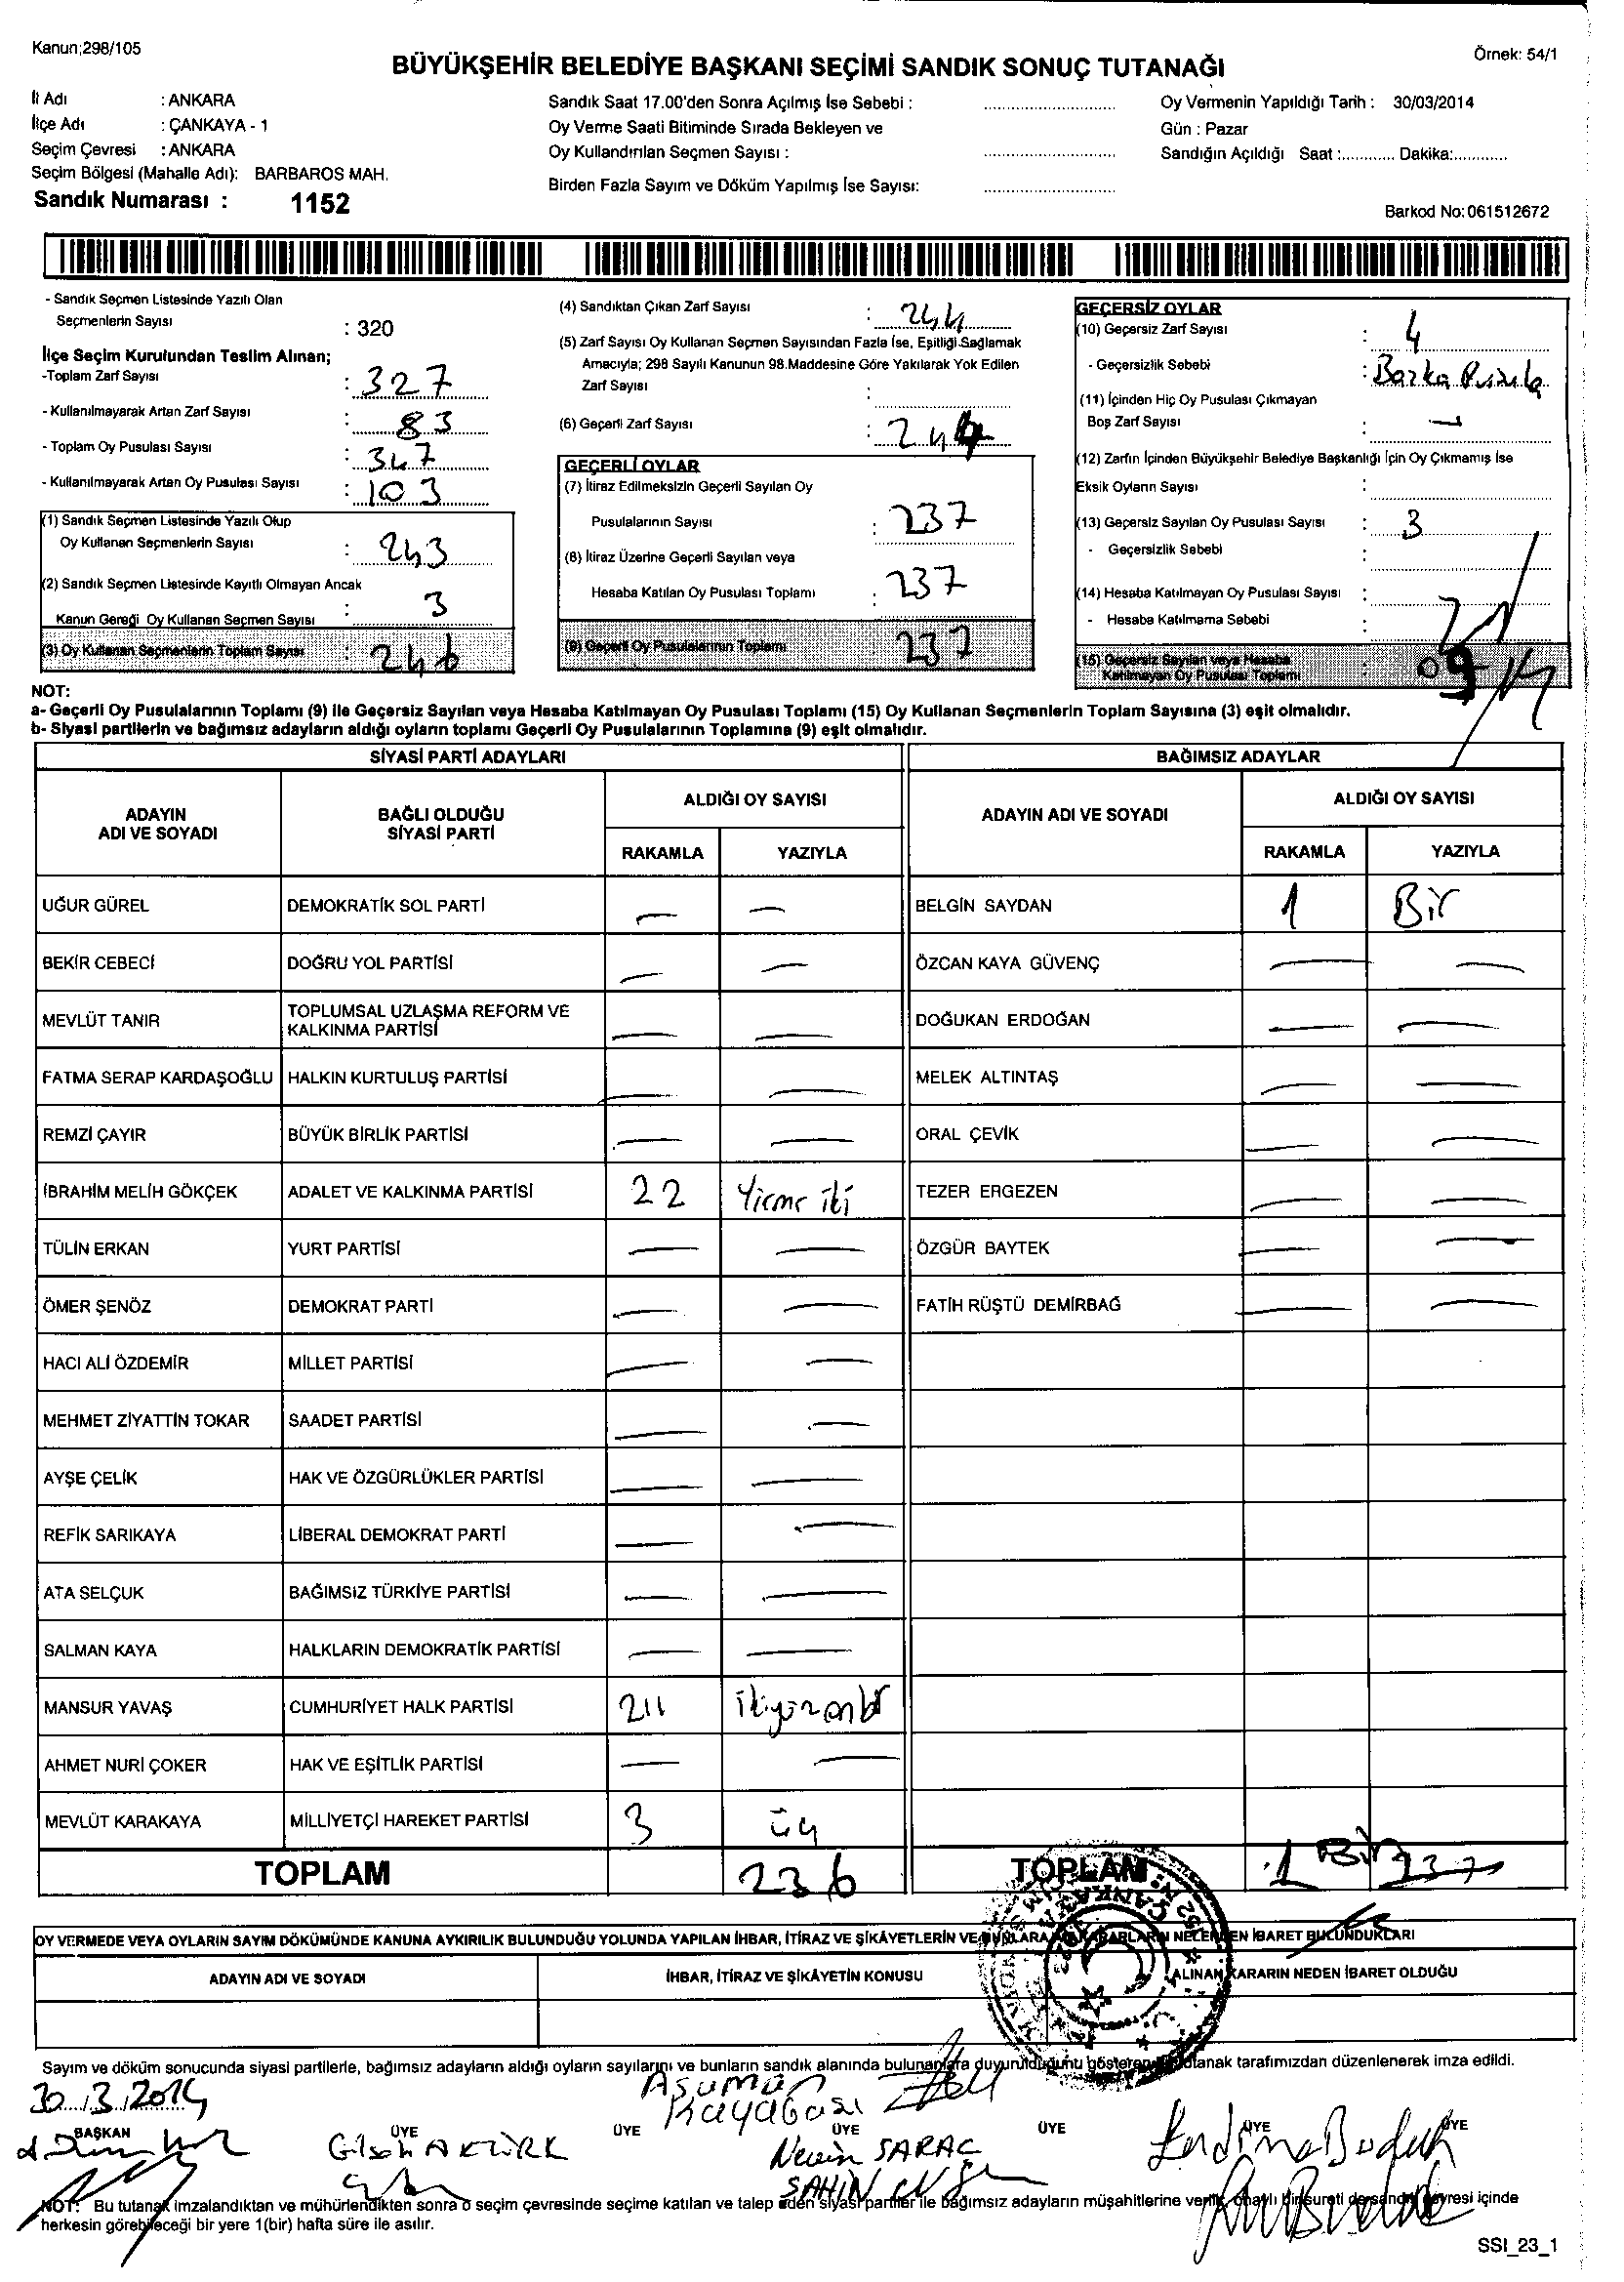 Kanun;298/105
Örnek: 54/1
BÜYÜKŞEHİR BELEDİYE BAŞKANI SEÇİMİ SANDIK SONUÇ TUTANAĞI
İl Adı : ANKARA
İlçe Adı : ÇANKAYA - 1
Seçim Çevresi : ANKARA
Seçim Bölgesi (Mahalle Adı): BARBAROS MAH.
Sandık Numarası : 1152
Sandık Saat 17.00'den Sonra Açılmış İse Sebebi :
Oy Verme Saati Bitiminde Sırada Bekleyen ve
Oy Kullandırılan Seçmen Sayısı :
Birden Fazla Sayım ve Döküm Yapılmış İse Sayısı:
Oy Vermenin Yapıldığı Tarih : 30/03/2014
Gün : Pazar
Sandığın Açıldığı Saat :............ Dakika:............
Barkod No:061512672
- Sandık Seçmen Listesinde Yazılı Olan
Seçmenlerin Sayısı : 320
İlçe Seçim Kurulundan Teslim Alınan;
-Toplam Zarf Sayısı : 327
- Kullanılmayarak Artan Zarf Sayısı : 83
- Toplam Oy Pusulası Sayısı : 347
- Kullanılmayarak Artan Oy Pusulası Sayısı : 103
(1) Sandık Seçmen Listesinde Yazılı Olup
Oy Kullanan Seçmenlerin Sayısı : 243
(2) Sandık Seçmen Listesinde Kayıtlı Olmayan Ancak
Kanun Gereği Oy Kullanan Seçmen Sayısı : 3
(3) Oy Kullanan Seçmenlerin Toplam Sayısı : 246
(4) Sandıktan Çıkan Zarf Sayısı : 244
(5) Zarf Sayısı Oy Kullanan Seçmen Sayısından Fazla İse, Eşitliği Sağlamak
Amacıyla; 298 Sayılı Kanunun 98.Maddesine Göre Yakılarak Yok Edilen
Zarf Sayısı :
(6) Geçerli Zarf Sayısı : 244
GEÇERLİ OYLAR
(7) İtiraz Edilmeksizin Geçerli Sayılan Oy
Pusulalarının Sayısı : 237
(8) İtiraz Üzerine Geçerli Sayılan veya
Hesaba Katılan Oy Pusulası Toplamı : 237
(9) Geçerli Oy Pusulalarının Toplamı : 237
GEÇERSİZ OYLAR
(10) Geçersiz Zarf Sayısı : 4
- Geçersizlik Sebebi : Başka Pusula
(11) İçinden Hiç Oy Pusulası Çıkmayan
Boş Zarf Sayısı : —
(12) Zarfın İçinden Büyükşehir Belediye Başkanlığı İçin Oy Çıkmamış İse
Eksik Oyların Sayısı :
(13) Geçersiz Sayılan Oy Pusulası Sayısı : 3
- Geçersizlik Sebebi :
(14) Hesaba Katılmayan Oy Pusulası Sayısı :
- Hesaba Katılmama Sebebi :
(15) Geçersiz Sayılan veya Hesaba
Katılmayan Oy Pusulası Toplamı :
NOT:
a- Geçerli Oy Pusulalarının Toplamı (9) ile Geçersiz Sayılan veya Hesaba Katılmayan Oy Pusulası Toplamı (15) Oy Kullanan Seçmenlerin Toplam Sayısına (3) eşit olmalıdır.
b- Siyasi partilerin ve bağımsız adayların aldığı oyların toplamı Geçerli Oy Pusulalarının Toplamına (9) eşit olmalıdır.
SİYASİ PARTİ ADAYLARI
ADAYIN ADI VE SOYADI BAĞLI OLDUĞU SİYASİ PARTİ ALDIĞI OY SAYISI
RAKAMLA YAZIYLA
UĞUR GÜREL DEMOKRATİK SOL PARTİ — —
BEKİR CEBECİ DOĞRU YOL PARTİSİ — —
MEVLÜT TANIR TOPLUMSAL UZLAŞMA REFORM VE KALKINMA PARTİSİ — —
FATMA SERAP KARDAŞOĞLU HALKIN KURTULUŞ PARTİSİ — —
REMZİ ÇAYIR BÜYÜK BİRLİK PARTİSİ — —
İBRAHİM MELİH GÖKÇEK ADALET VE KALKINMA PARTİSİ 22 Yirmi iki
TÜLİN ERKAN YURT PARTİSİ — —
ÖMER ŞENÖZ DEMOKRAT PARTİ — —
HACI ALİ ÖZDEMİR MİLLET PARTİSİ — —
MEHMET ZİYATTİN TOKAR SAADET PARTİSİ — —
AYŞE ÇELİK HAK VE ÖZGÜRLÜKLER PARTİSİ — —
REFİK SARIKAYA LİBERAL DEMOKRAT PARTİ — —
ATA SELÇUK BAĞIMSIZ TÜRKİYE PARTİSİ — —
SALMAN KAYA HALKLARIN DEMOKRATİK PARTİSİ — —
MANSUR YAVAŞ CUMHURİYET HALK PARTİSİ 211 ikiyüzonbir
AHMET NURİ ÇOKER HAK VE EŞİTLİK PARTİSİ — —
MEVLÜT KARAKAYA MİLLİYETÇİ HAREKET PARTİSİ 3 üç
TOPLAM 236
BAĞIMSIZ ADAYLAR
ADAYIN ADI VE SOYADI ALDIĞI OY SAYISI
RAKAMLA YAZIYLA
BELGİN SAYDAN 1 Bir
ÖZCAN KAYA GÜVENÇ — —
DOĞUKAN ERDOĞAN — —
MELEK ALTINTAŞ — —
ORAL ÇEVİK — —
TEZER ERGEZEN — —
ÖZGÜR BAYTEK — —
FATİH RÜŞTÜ DEMİRBAĞ — —
TOPLAM 1 Bir 237
OY VERMEDE VEYA OYLARIN SAYIM DÖKÜMÜNDE KANUNA AYKIRILIK BULUNDUĞU YOLUNDA YAPILAN İHBAR, İTİRAZ VE ŞİKÂYETLERİN VE BUNLARA KARARLARIN NELERDEN İBARET BULUNDUKLARI
ADAYIN ADI VE SOYADI İHBAR, İTİRAZ VE ŞİKÂYETİN KONUSU ALINAN KARARIN NEDEN İBARET OLDUĞU
Sayım ve döküm sonucunda siyasi partilerle, bağımsız adayların aldığı oyların sayılarını ve bunların sandık alanında bulunanlara duyurulduğunu gösteren tutanak tarafımızdan düzenlenerek imza edildi.
30/3/2014
Asuman
Kayabası
BAŞKAN ÜYE ÜYE ÜYE ÜYE ÜYE ÜYE
AKTÜRK
Nevin SARAÇ
ŞAHİN
NOT: Bu tutanak imzalandıktan ve mühürlendikten sonra o seçim çevresinde seçime katılan ve talep eden siyasi partiler ile bağımsız adayların müşahitlerine verilir, onaylı bir sureti de sandık çevresi içinde
herkesin görebileceği bir yere 1(bir) hafta süre ile asılır.
SSI_23_1